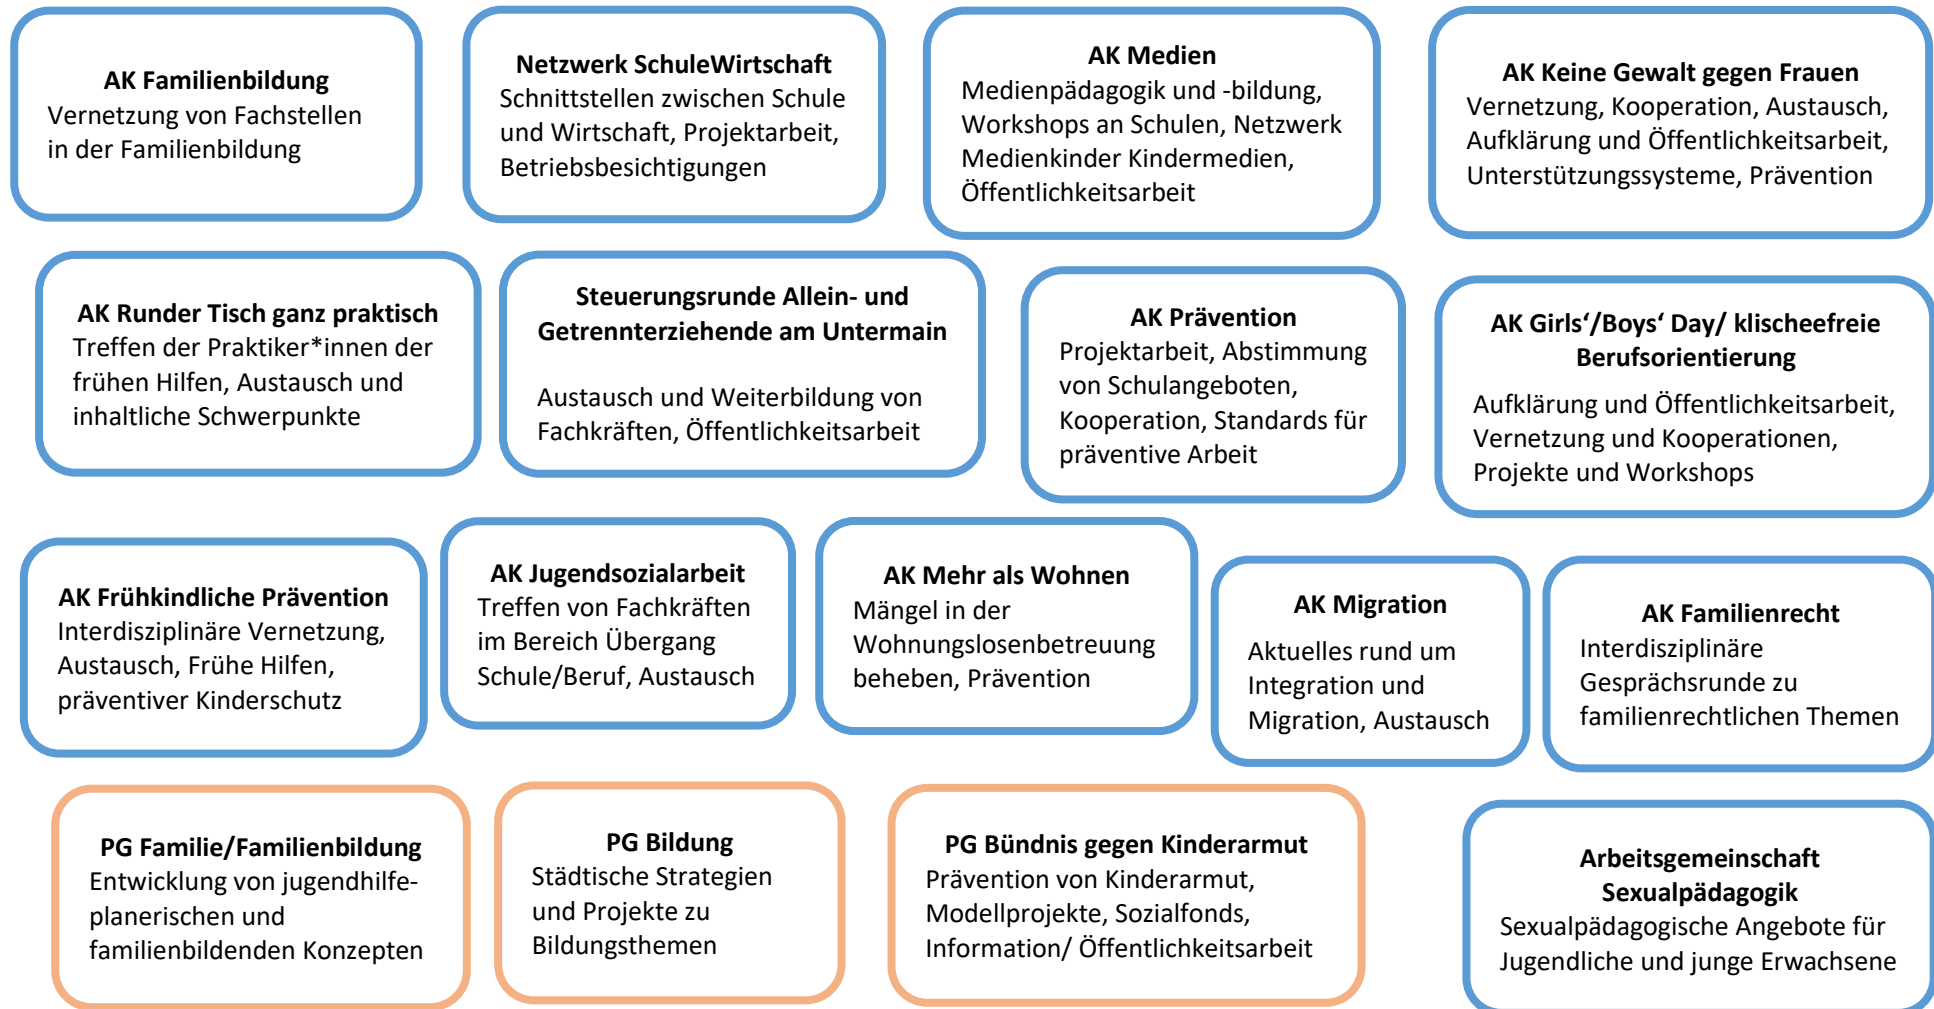 AK Familienbildung
Vernetzung von Fachstellen
in der Familienbildung
Netzwerk SchuleWirtschaft
Schnittstellen zwischen Schule
und Wirtschaft, Projektarbeit,
Betriebsbesichtigungen
AK Medien
Medienpädagogik und -bildung,
Workshops an Schulen, Netzwerk
Medienkinder Kindermedien,
Öffentlichkeitsarbeit
AK Keine Gewalt gegen Frauen
Vernetzung, Kooperation, Austausch,
Aufklärung und Öffentlichkeitsarbeit,
Unterstützungssysteme, Prävention
AK Runder Tisch ganz praktisch
Treffen der Praktiker*innen der
frühen Hilfen, Austausch und
inhaltliche Schwerpunkte
Steuerungsrunde Allein- und
Getrennterziehende am Untermain
Austausch und Weiterbildung von
Fachkräften, Öffentlichkeitsarbeit
AK Prävention
Projektarbeit, Abstimmung
von Schulangeboten,
Kooperation, Standards für
präventive Arbeit
AK Girls‘/Boys‘ Day/ klischeefreie
Berufsorientierung
Aufklärung und Öffentlichkeitsarbeit,
Vernetzung und Kooperationen,
Projekte und Workshops
AK Frühkindliche Prävention
Interdisziplinäre Vernetzung,
Austausch, Frühe Hilfen,
präventiver Kinderschutz
AK Jugendsozialarbeit
Treffen von Fachkräften
im Bereich Übergang
Schule/Beruf, Austausch
AK Mehr als Wohnen
Mängel in der
Wohnungslosenbetreuung
beheben, Prävention
AK Migration
Aktuelles rund um
Integration und
Migration, Austausch
AK Familienrecht
Interdisziplinäre
Gesprächsrunde zu
familienrechtlichen Themen
PG Familie/Familienbildung
Entwicklung von jugendhilfe-
planerischen und
familienbildenden Konzepten
PG Bildung
Städtische Strategien
und Projekte zu
Bildungsthemen
PG Bündnis gegen Kinderarmut
Prävention von Kinderarmut,
Modellprojekte, Sozialfonds,
Information/ Öffentlichkeitsarbeit
Arbeitsgemeinschaft
Sexualpädagogik
Sexualpädagogische Angebote für
Jugendliche und junge Erwachsene